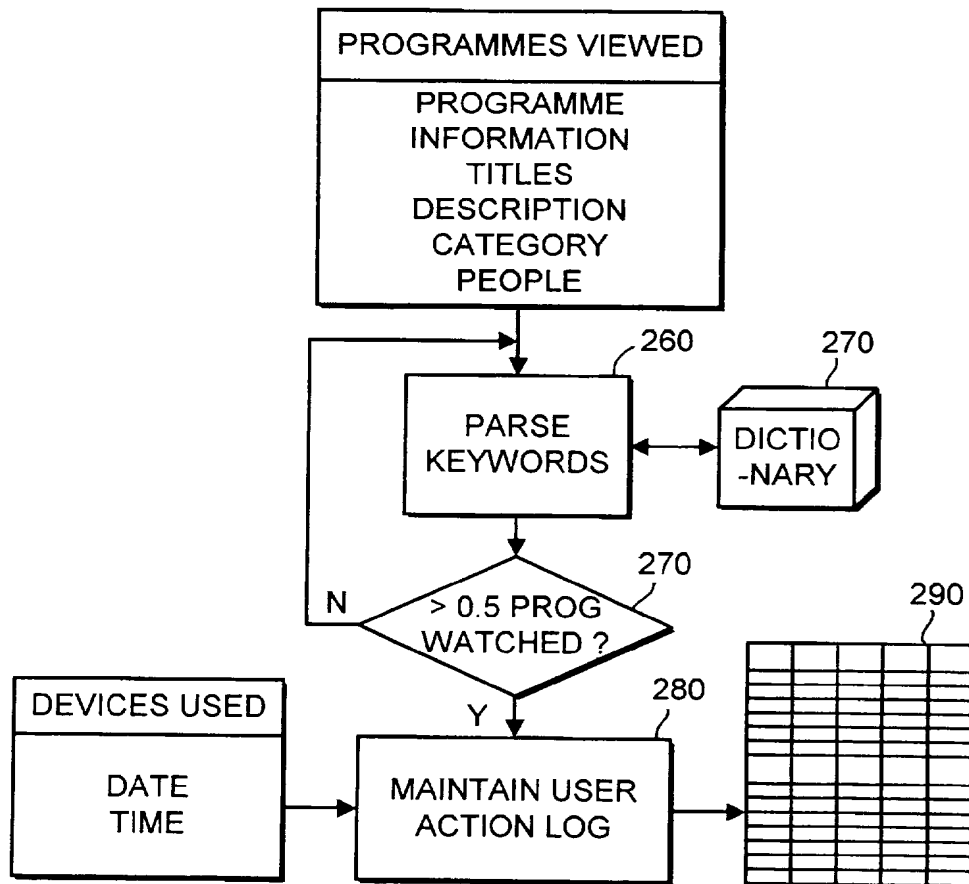 PROGRAMMES VIEWED
PROGRAMME
INFORMATION
TITLES
DESCRIPTION
CATEGORY
PEOPLE
260
270
PARSE
KEYWORDS
DICTIO
-NARY
270
N
> 0.5 PROG
WATCHED ?
290
Y
280
DEVICES USED
DATE
TIME
MAINTAIN USER
ACTION LOG